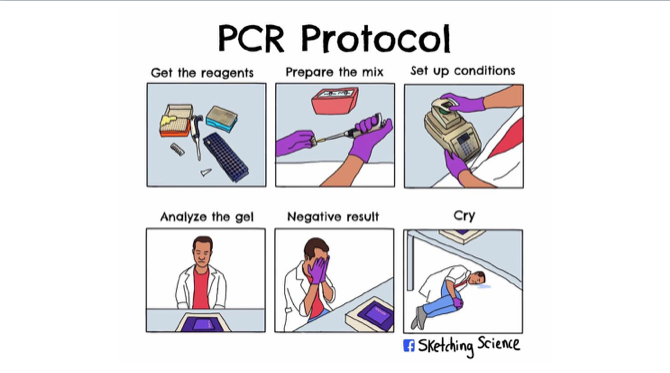 PCR Protocol
Get the reagents
Prepare the mix
Set up conditions
Analyze the gel
Negative result
Cry
f Sketching Science